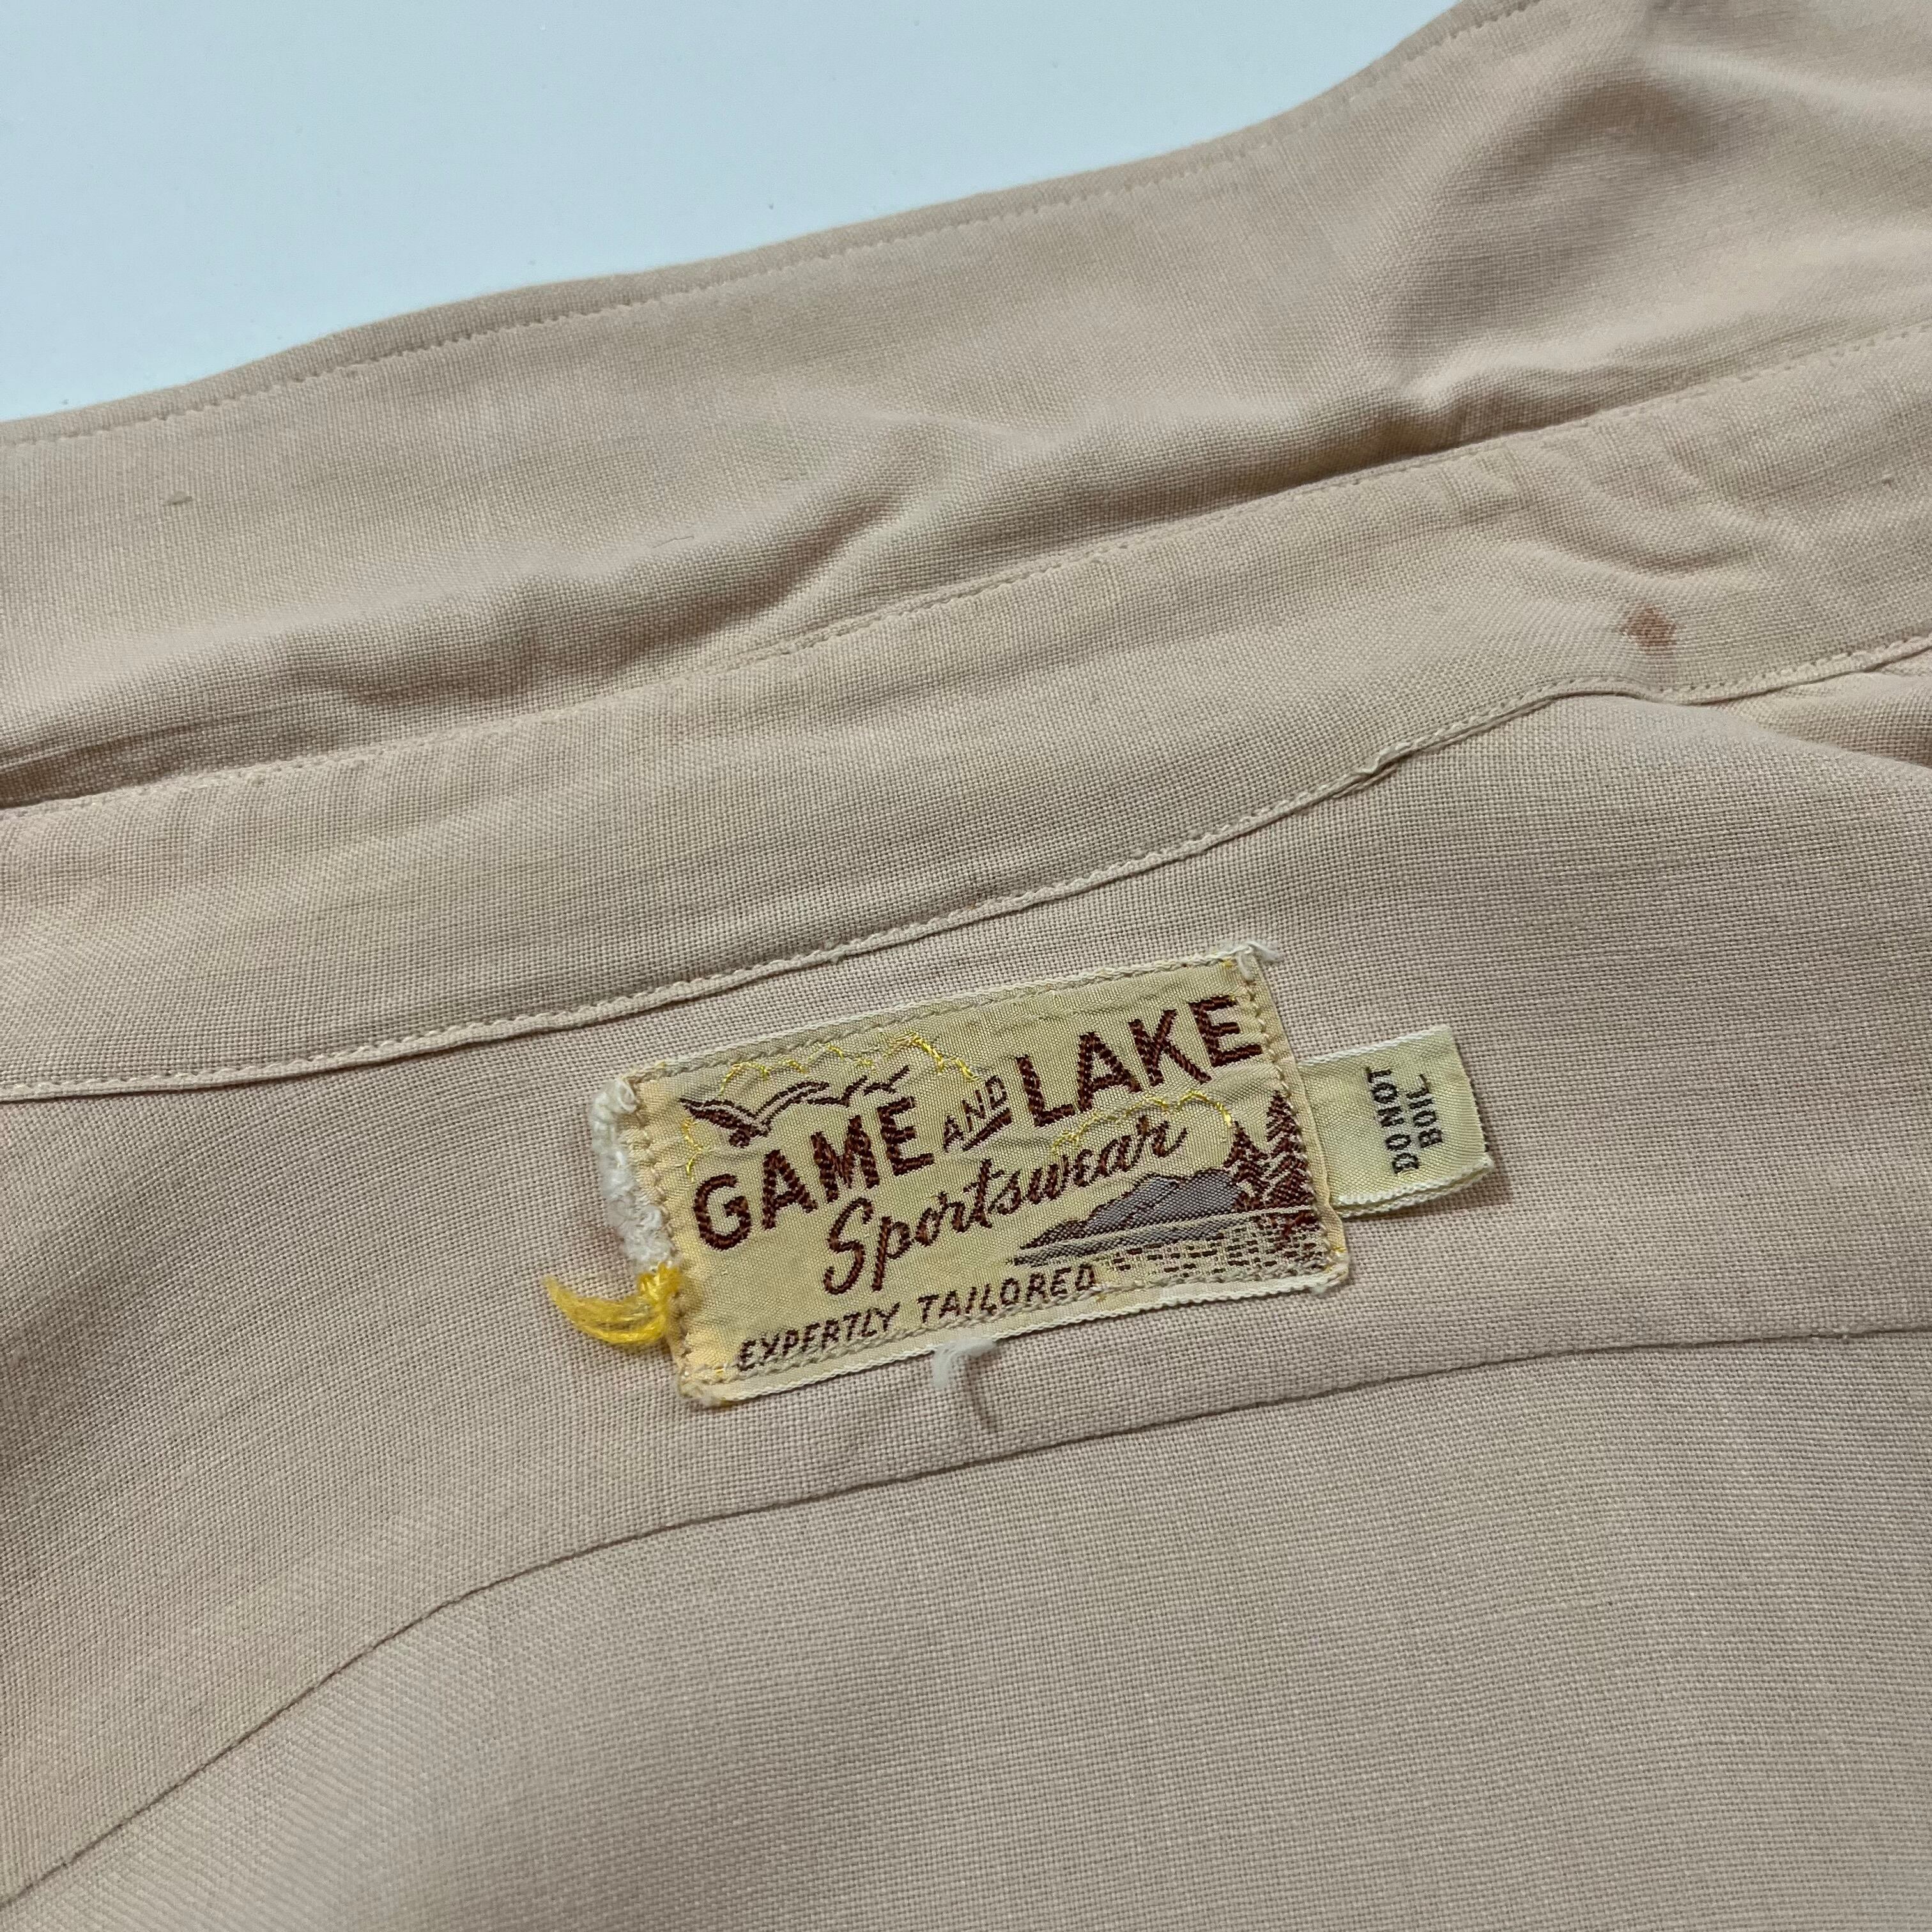 GAME AND LAKE
Sportswear
EXPERTLY TAILORED
DO NOT
BOIL